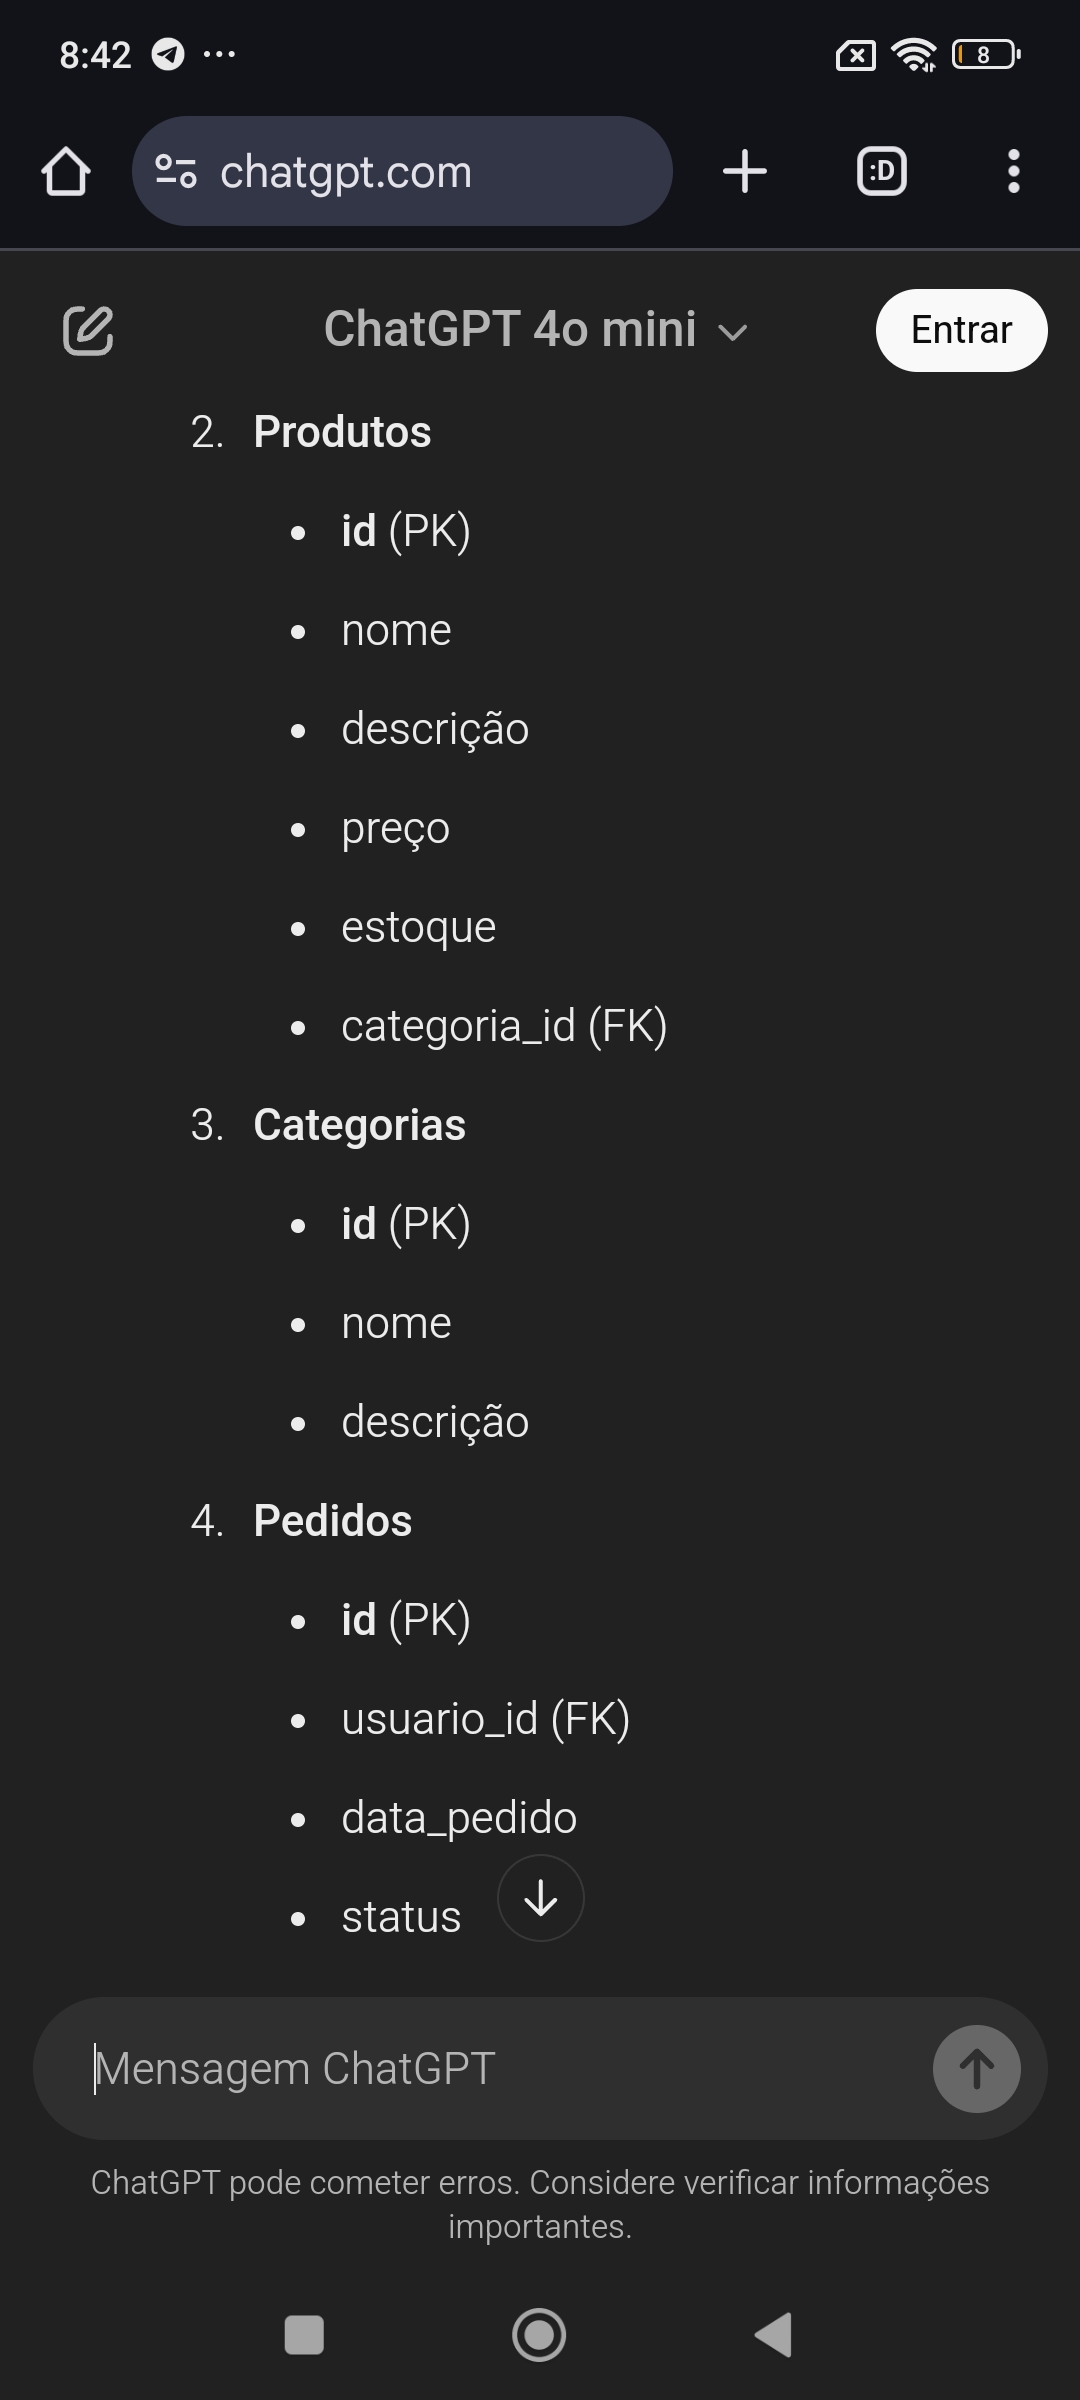 8:42
8
chatgpt.com
:D
ChatGPT 4o mini
Entrar
2. Produtos
• id (PK)
• nome
• descrição
• preço
• estoque
• categoria_id (FK)
3. Categorias
• id (PK)
• nome
• descrição
4. Pedidos
• id (PK)
• usuario_id (FK)
• data_pedido
• status
Mensagem ChatGPT
ChatGPT pode cometer erros. Considere verificar informações
importantes.